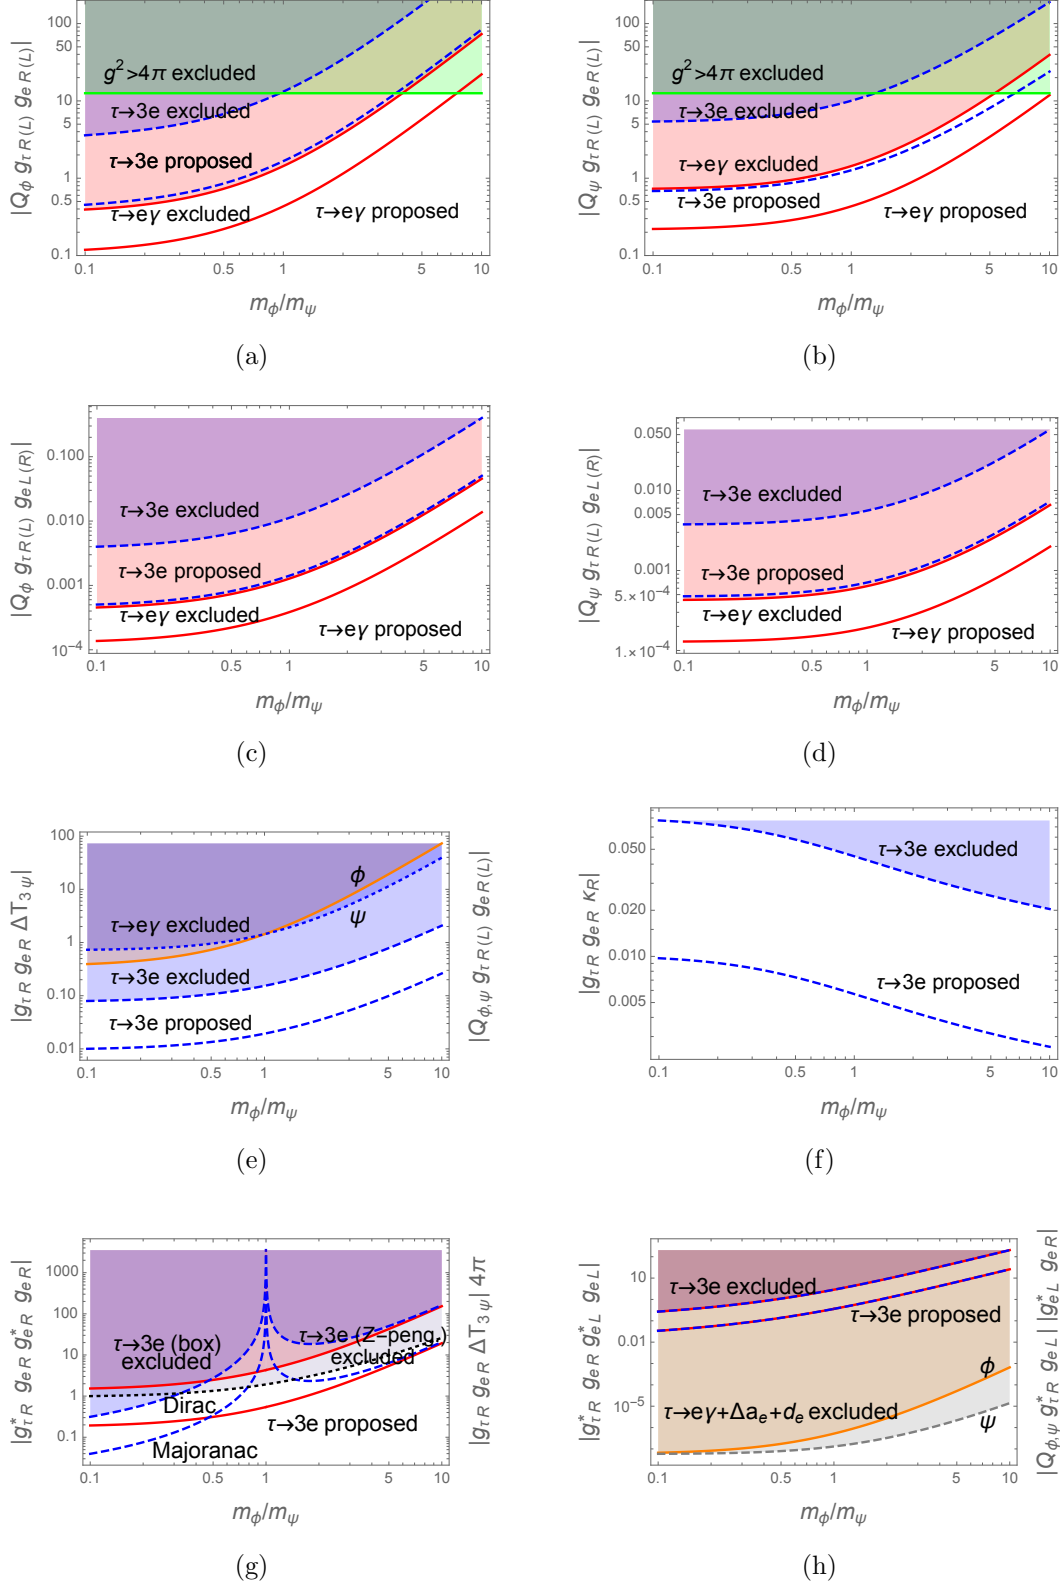 |Q_ϕ g_τR(L) g_eR(L)|
100
50
10
5
1
0.5
0.1
g²>4π excluded
τ→3e excluded
τ→3e proposed
τ→eγ excluded
τ→eγ proposed
0.1 0.5 1 5 10
m_ϕ/m_ψ
(a)
|Q_ψ g_τR(L) g_eR(L)|
100
50
10
5
1
0.5
0.1
g²>4π excluded
τ→3e excluded
τ→eγ excluded
τ→3e proposed
τ→eγ proposed
0.1 0.5 1 5 10
m_ϕ/m_ψ
(b)
|Q_ϕ g_τR(L) g_eL(R)|
0.100
0.010
0.001
10⁻⁴
τ→3e excluded
τ→3e proposed
τ→eγ excluded
τ→eγ proposed
0.1 0.5 1 5 10
m_ϕ/m_ψ
(c)
|Q_ψ g_τR(L) g_eL(R)|
0.050
0.010
0.005
0.001
5.×10⁻⁴
1.×10⁻⁴
τ→3e excluded
τ→3e proposed
τ→eγ excluded
τ→eγ proposed
0.1 0.5 1 5 10
m_ϕ/m_ψ
(d)
|g_τR g_eR ΔT_3ψ|
100
10
1
0.10
0.01
ϕ
ψ
τ→eγ excluded
τ→3e excluded
τ→3e proposed
|Q_ϕ,ψ g_τR(L) g_eR(L)|
0.1 0.5 1 5 10
m_ϕ/m_ψ
(e)
|g_τR g_eR κ_R|
0.050
0.020
0.010
0.005
τ→3e excluded
τ→3e proposed
0.1 0.5 1 5 10
m_ϕ/m_ψ
(f)
|g*_τR g_eR g*_eR g_eR|
1000
100
10
1
0.1
τ→3e (box)
excluded
τ→3e (Z-peng.)
excluded
Dirac
τ→3e proposed
Majoranac
|g_τR g_eR ΔT_3ψ| 4π
0.1 0.5 1 5 10
m_ϕ/m_ψ
(g)
|g*_τR g_eR g*_eL g_eL|
10
0.01
10⁻⁵
τ→3e excluded
τ→3e proposed
ϕ
τ→eγ+Δa_e+d_e excluded
ψ
|Q_ϕ,ψ g*_τR g_eL| |g*_eL g_eR|
0.1 0.5 1 5 10
m_ϕ/m_ψ
(h)